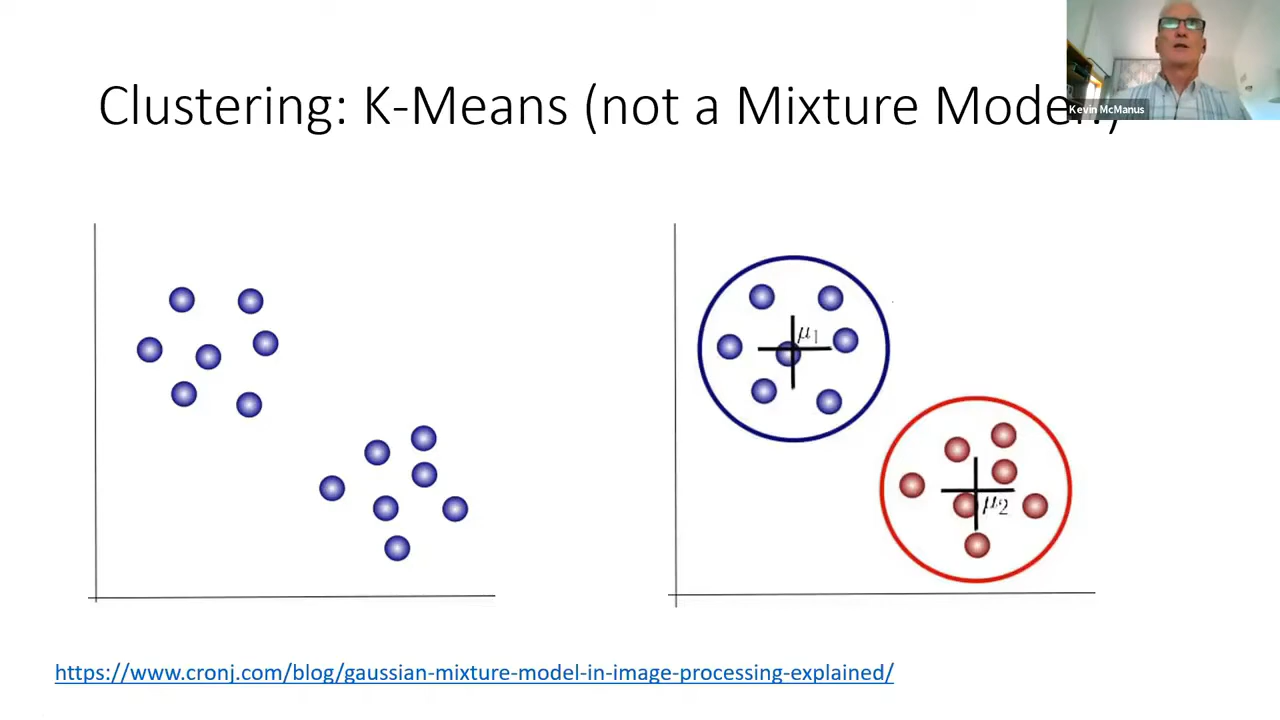 Clustering: K-Means (not a Mixture Model)
Kevin McManus
μ1
μ2
https://www.cronj.com/blog/gaussian-mixture-model-in-image-processing-explained/